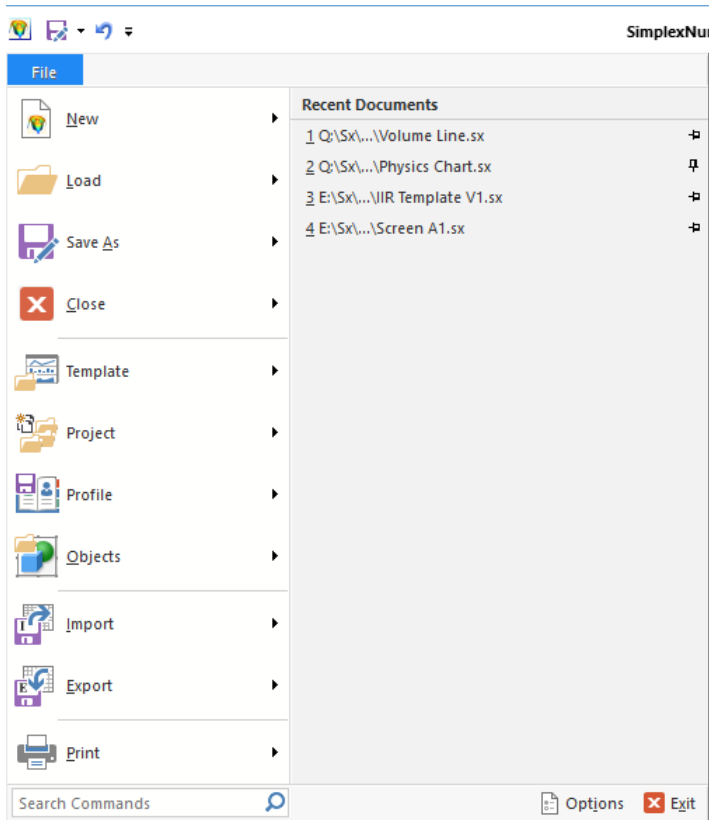 SimplexNur
File
New
Load
Save As
Close
Template
Project
Profile
Objects
Import
Export
Print
Recent Documents
1 Q:\Sx\...\Volume Line.sx
2 Q:\Sx\...\Physics Chart.sx
3 E:\Sx\...\IIR Template V1.sx
4 E:\Sx\...\Screen A1.sx
Search Commands
Options
Exit